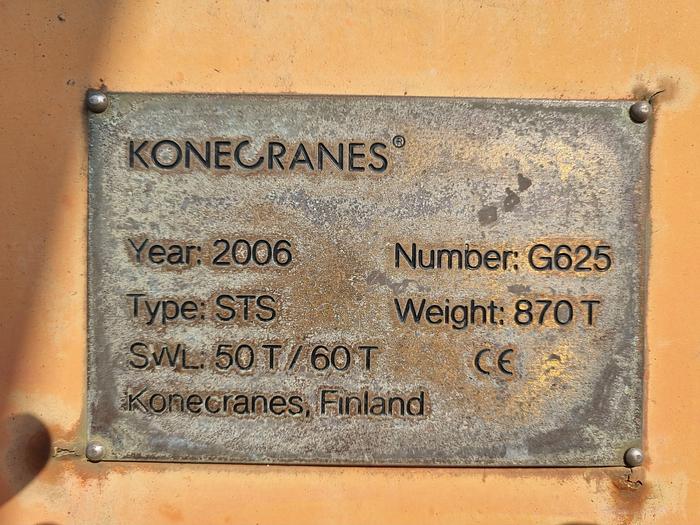 KONECRANES®
Year: 2006 Number: G625
Type: STS Weight: 870 T
SWL: 50 T / 60 T CE
Konecranes, Finland